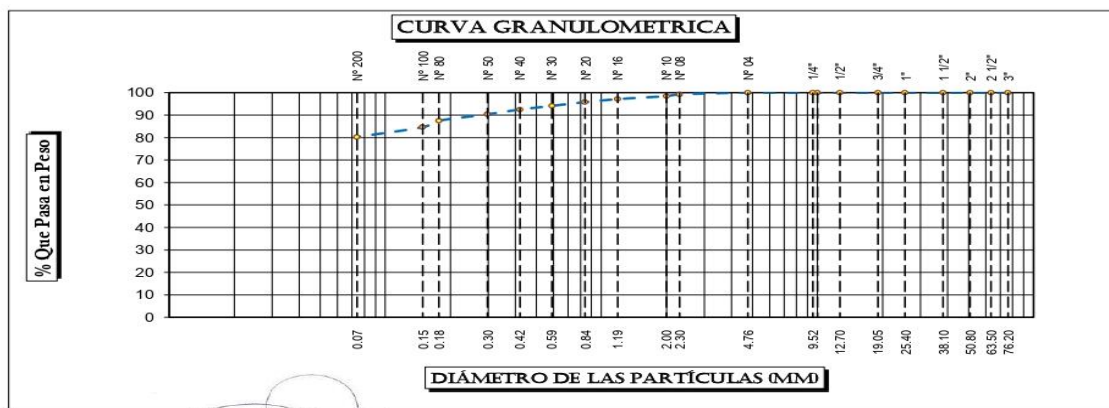 CURVA GRANULOMETRICA
Nº 200 Nº 100 Nº 80 Nº 50 Nº 40 Nº 30 Nº 20 Nº 16 Nº 10 Nº 08 Nº 04 1/4" 1/2" 3/4" 1" 1 1/2" 2" 2 1/2" 3"
% Que Pasa en Peso
100
90
80
70
60
50
40
30
20
10
0
0.07 0.15 0.18 0.30 0.42 0.59 0.84 1.19 2.00 2.30 4.76 9.52 12.70 19.05 25.40 38.10 50.80 63.50 76.20
DIÁMETRO DE LAS PARTÍCULAS (MM)